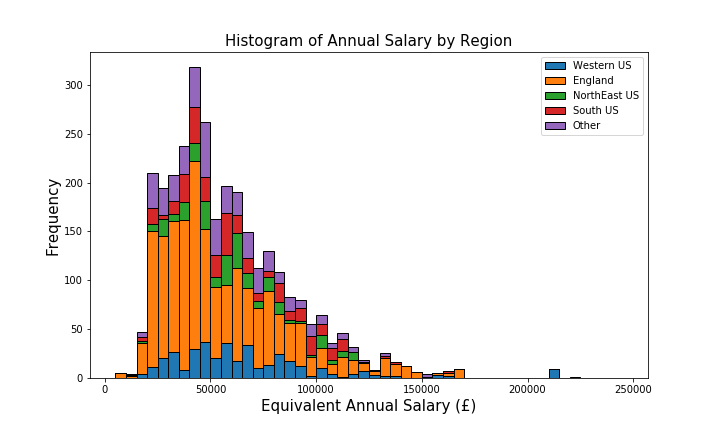 Histogram of Annual Salary by Region
Western US
England
NorthEast US
South US
Other
Frequency
300
250
200
150
100
50
0
0 50000 100000 150000 200000 250000
Equivalent Annual Salary (£)